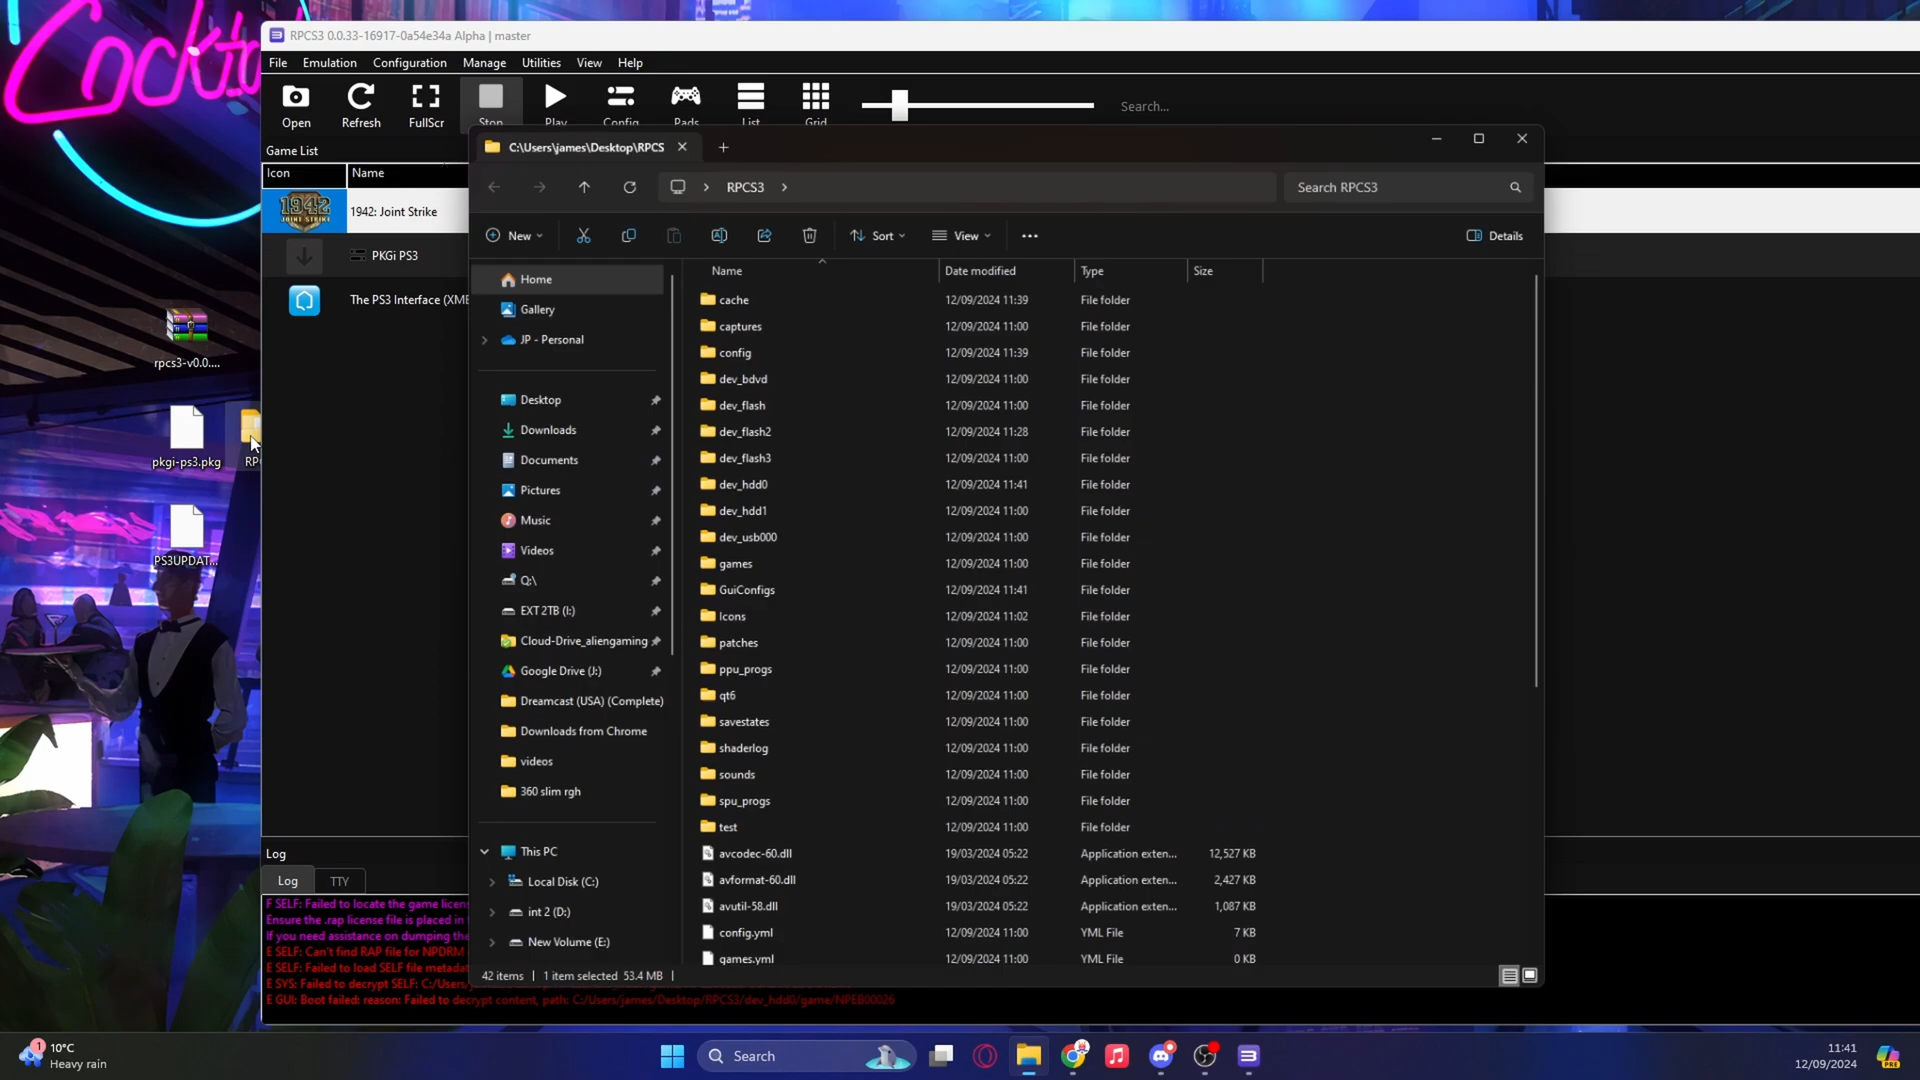 RPCS3 0.0.33-16917-0a54e34a Alpha | master
File Emulation Configuration Manage Utilities View Help
Open Refresh FullScr Stop Play Config Pads List Grid Search...
Game List
Icon Name
1942 JOINT STRIKE
1942: Joint Strike
PKGi PS3
The PS3 Interface (XME
C:\Users\james\Desktop\RPCS
RPCS3
Search RPCS3
New Sort View Details
Home
Gallery
JP - Personal
Desktop
Downloads
Documents
Pictures
Music
Videos
Q:\
EXT 2TB (I:)
Cloud-Drive_aliengaming
Google Drive (J:)
Dreamcast (USA) (Complete)
Downloads from Chrome
videos
360 slim rgh
This PC
Local Disk (C:)
int 2 (D:)
New Volume (E:)
Name Date modified Type Size
cache 12/09/2024 11:39 File folder
captures 12/09/2024 11:00 File folder
config 12/09/2024 11:39 File folder
dev_bdvd 12/09/2024 11:00 File folder
dev_flash 12/09/2024 11:00 File folder
dev_flash2 12/09/2024 11:28 File folder
dev_flash3 12/09/2024 11:00 File folder
dev_hdd0 12/09/2024 11:41 File folder
dev_hdd1 12/09/2024 11:00 File folder
dev_usb000 12/09/2024 11:00 File folder
games 12/09/2024 11:00 File folder
GuiConfigs 12/09/2024 11:41 File folder
Icons 12/09/2024 11:02 File folder
patches 12/09/2024 11:00 File folder
ppu_progs 12/09/2024 11:00 File folder
qt6 12/09/2024 11:00 File folder
savestates 12/09/2024 11:00 File folder
shaderlog 12/09/2024 11:00 File folder
sounds 12/09/2024 11:00 File folder
spu_progs 12/09/2024 11:00 File folder
test 12/09/2024 11:00 File folder
avcodec-60.dll 19/03/2024 05:22 Application exten... 12,527 KB
avformat-60.dll 19/03/2024 05:22 Application exten... 2,427 KB
avutil-58.dll 19/03/2024 05:22 Application exten... 1,087 KB
config.yml 12/09/2024 11:00 YML File 7 KB
games.yml 12/09/2024 11:00 YML File 0 KB
42 items 1 item selected 53.4 MB
rpcs3-v0.0....
pkgi-ps3.pkg
RPC
PS3UPDAT...
Log
Log TTY
F SELF: Failed to locate the game licens
Ensure the .rap license file is placed in t
If you need assistance on dumping the
E SELF: Can't find RAP file for NPDRM
E SELF: Failed to load SELF file metadat
E SYS: Failed to decrypt SELF: C:/Users/j
E GUI: Boot failed: reason: Failed to decrypt content, path: C:/Users/james/Desktop/RPCS3/dev_hdd0/game/NPEB00026
1 10°C
Heavy rain
Search
PRE
11:41
12/09/2024